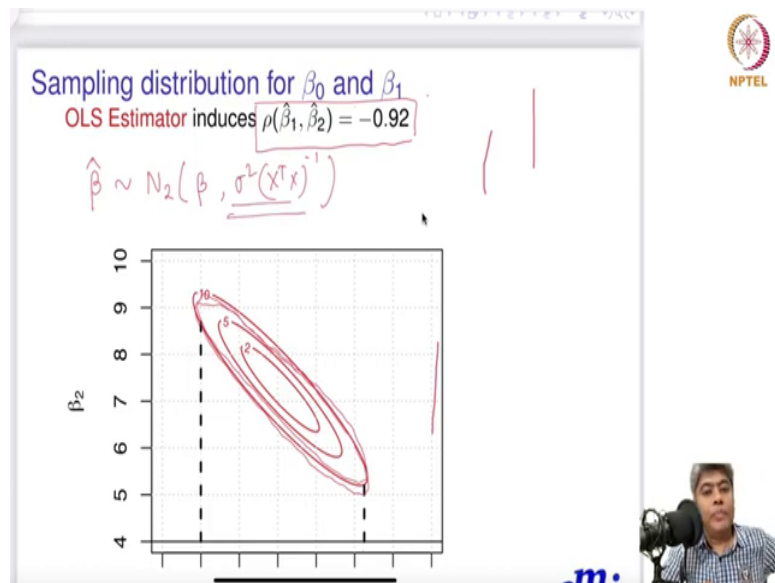 NPTEL
Sampling distribution for β₀ and β₁
OLS Estimator induces ρ(β̂₁, β̂₂) = −0.92
β̂ ~ N₂(β, σ²(XᵀX)⁻¹)
10
9
8
7
6
5
4
β₂
10
5
2